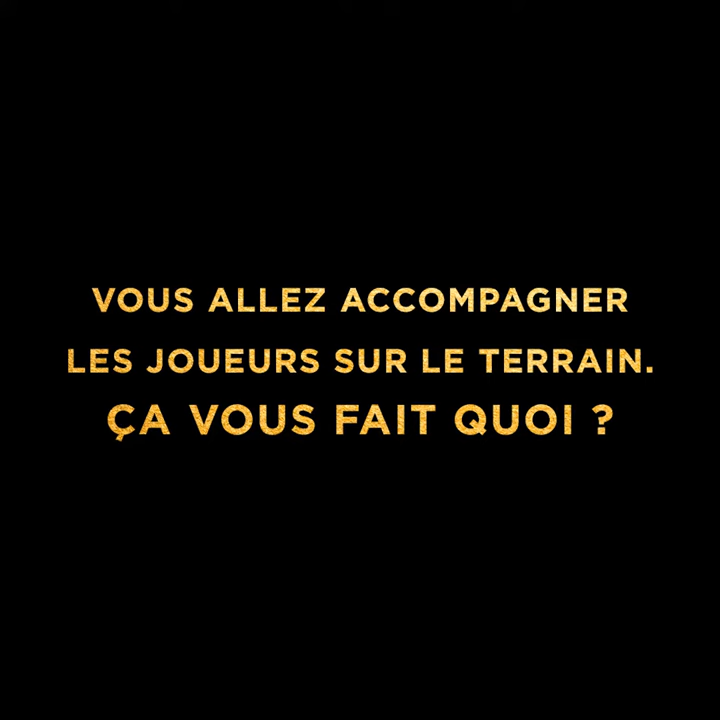 VOUS ALLEZ ACCOMPAGNER
LES JOUEURS SUR LE TERRAIN.
ÇA VOUS FAIT QUOI ?